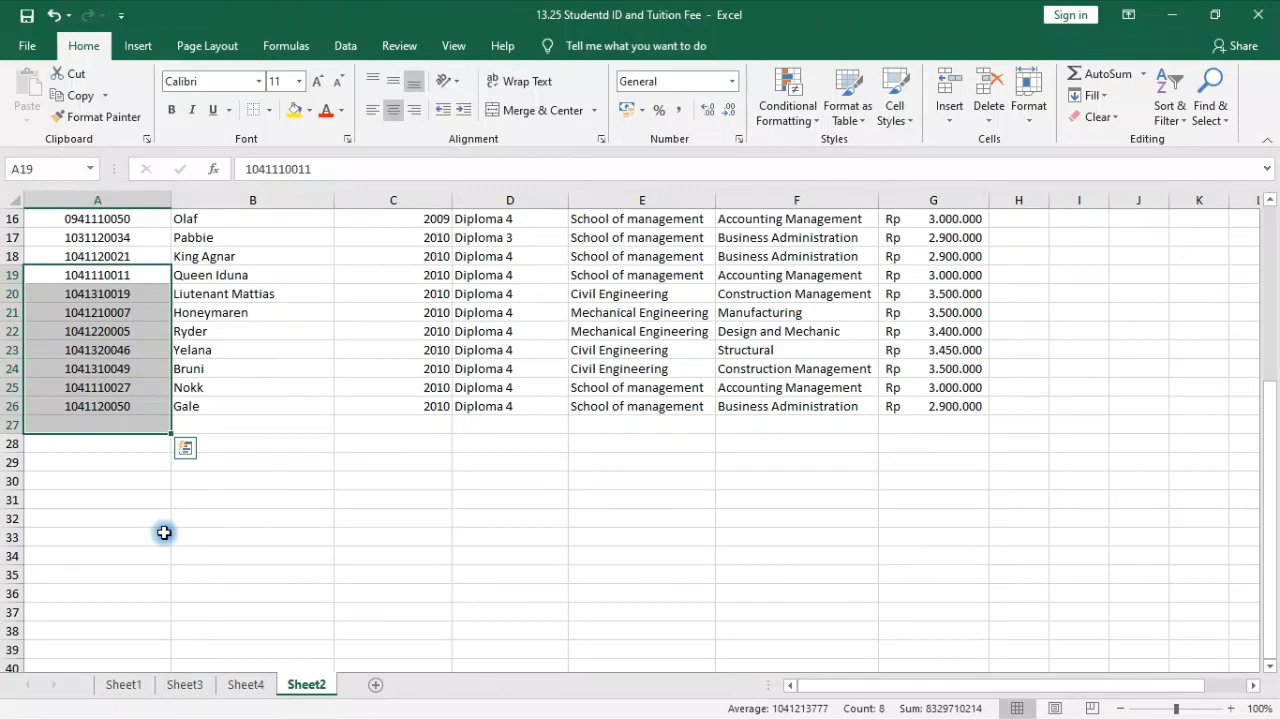 13.25 Studentd ID and Tuition Fee - Excel
Sign in
File Home Insert Page Layout Formulas Data Review View Help Tell me what you want to do Share
Paste Cut Copy Format Painter Clipboard
Calibri 11 B I U A A A Font
Wrap Text Merge & Center Alignment
General % , Number
Conditional Formatting Format as Table Cell Styles Styles
Insert Delete Format Cells
AutoSum Fill Clear Sort & Filter Find & Select Editing
A19 fx 1041110011
A B C D E F G H I J K L
16 0941110050 Olaf 2009 Diploma 4 School of management Accounting Management Rp 3.000.000
17 1031120034 Pabbie 2010 Diploma 3 School of management Business Administration Rp 2.900.000
18 1041120021 King Agnar 2010 Diploma 4 School of management Business Administration Rp 2.900.000
19 1041110011 Queen Iduna 2010 Diploma 4 School of management Accounting Management Rp 3.000.000
20 1041310019 Liutenant Mattias 2010 Diploma 4 Civil Engineering Construction Management Rp 3.500.000
21 1041210007 Honeymaren 2010 Diploma 4 Mechanical Engineering Manufacturing Rp 3.500.000
22 1041220005 Ryder 2010 Diploma 4 Mechanical Engineering Design and Mechanic Rp 3.400.000
23 1041320046 Yelana 2010 Diploma 4 Civil Engineering Structural Rp 3.450.000
24 1041310049 Bruni 2010 Diploma 4 Civil Engineering Construction Management Rp 3.500.000
25 1041110027 Nokk 2010 Diploma 4 School of management Accounting Management Rp 3.000.000
26 1041120050 Gale 2010 Diploma 4 School of management Business Administration Rp 2.900.000
27
28
29
30
31
32
33
34
35
36
37
38
39
40
Sheet1 Sheet3 Sheet4 Sheet2
Average: 1041213777 Count: 8 Sum: 8329710214 100%